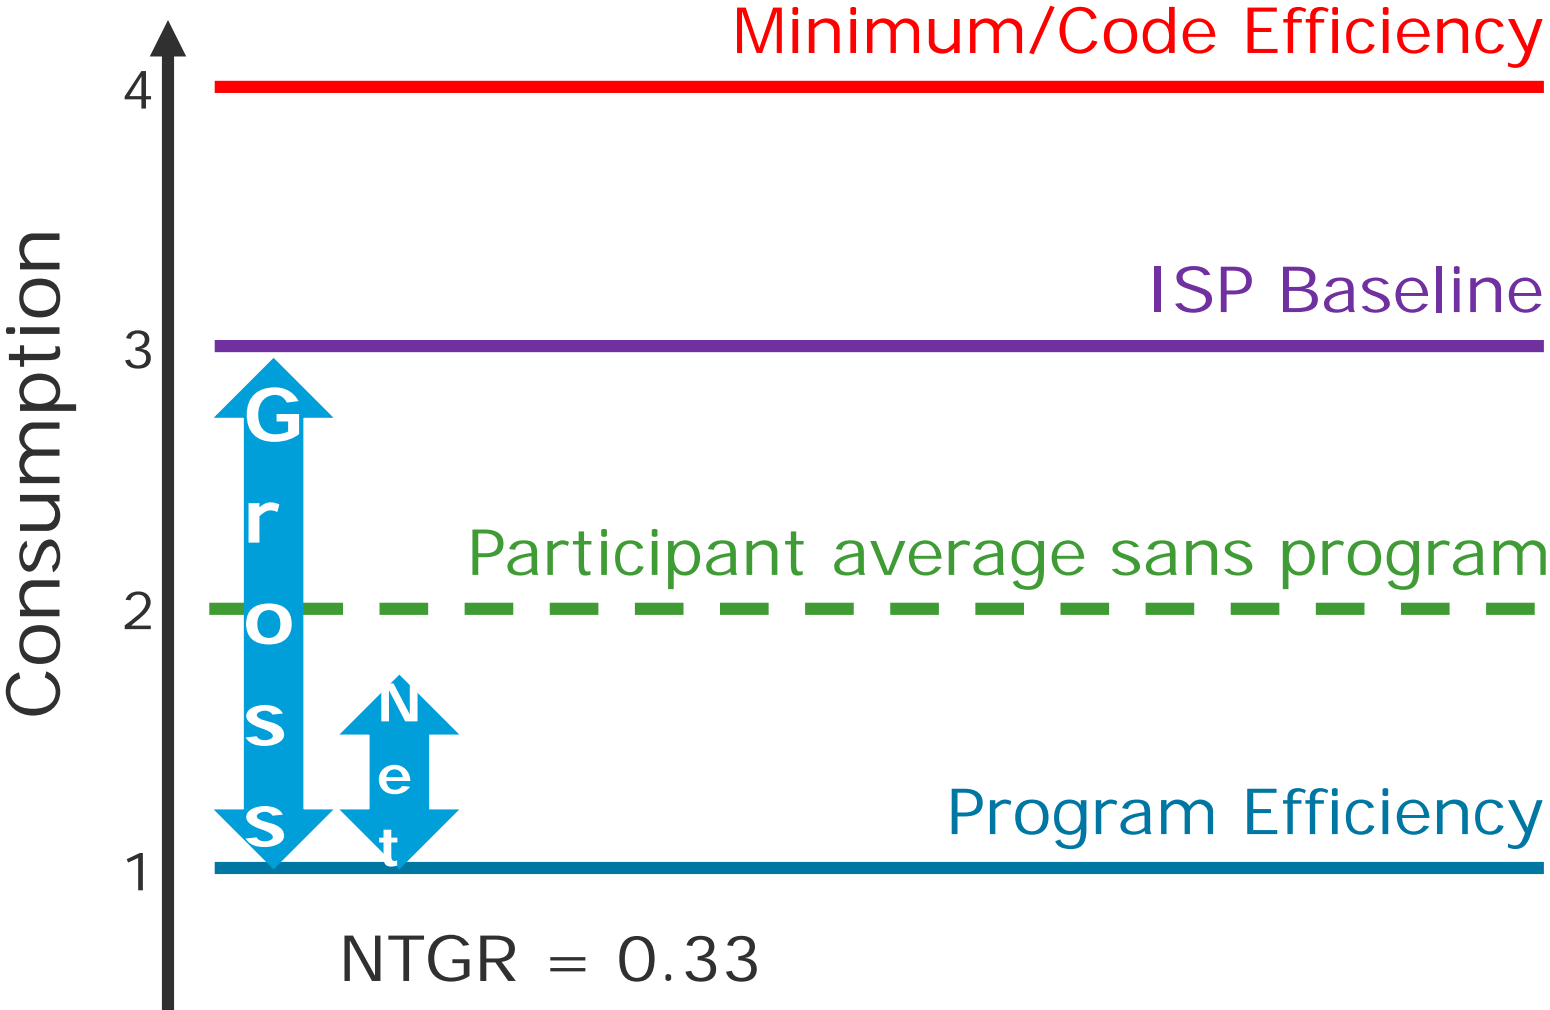 Minimum/Code Efficiency
4
ISP Baseline
3
Consumption
Gross
Participant average sans program
2
Net
Program Efficiency
1
NTGR = 0.33